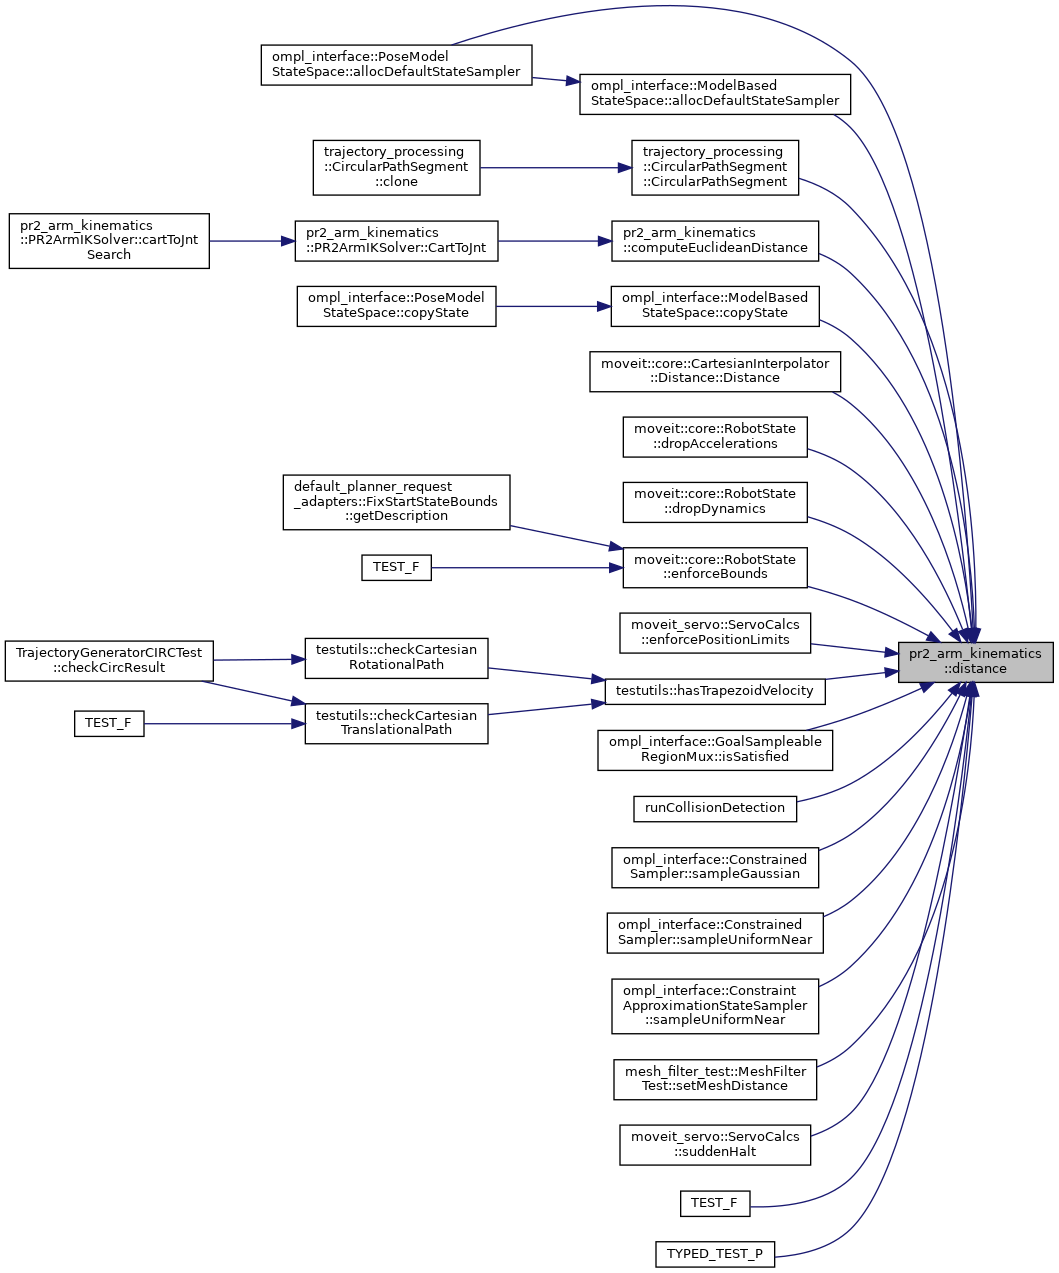 ompl_interface::PoseModel
StateSpace::allocDefaultStateSampler
ompl_interface::ModelBased
StateSpace::allocDefaultStateSampler
trajectory_processing
::CircularPathSegment
::clone
trajectory_processing
::CircularPathSegment
::CircularPathSegment
pr2_arm_kinematics
::PR2ArmIKSolver::cartToJnt
Search
pr2_arm_kinematics
::PR2ArmIKSolver::CartToJnt
pr2_arm_kinematics
::computeEuclideanDistance
ompl_interface::PoseModel
StateSpace::copyState
ompl_interface::ModelBased
StateSpace::copyState
moveit::core::CartesianInterpolator
::Distance::Distance
moveit::core::RobotState
::dropAccelerations
moveit::core::RobotState
::dropDynamics
default_planner_request
_adapters::FixStartStateBounds
::getDescription
TEST_F
moveit::core::RobotState
::enforceBounds
moveit_servo::ServoCalcs
::enforcePositionLimits
pr2_arm_kinematics
::distance
TrajectoryGeneratorCIRCTest
::checkCircResult
testutils::checkCartesian
RotationalPath
testutils::hasTrapezoidVelocity
TEST_F
testutils::checkCartesian
TranslationalPath
ompl_interface::GoalSampleable
RegionMux::isSatisfied
runCollisionDetection
ompl_interface::Constrained
Sampler::sampleGaussian
ompl_interface::Constrained
Sampler::sampleUniformNear
ompl_interface::Constraint
ApproximationStateSampler
::sampleUniformNear
mesh_filter_test::MeshFilter
Test::setMeshDistance
moveit_servo::ServoCalcs
::suddenHalt
TEST_F
TYPED_TEST_P